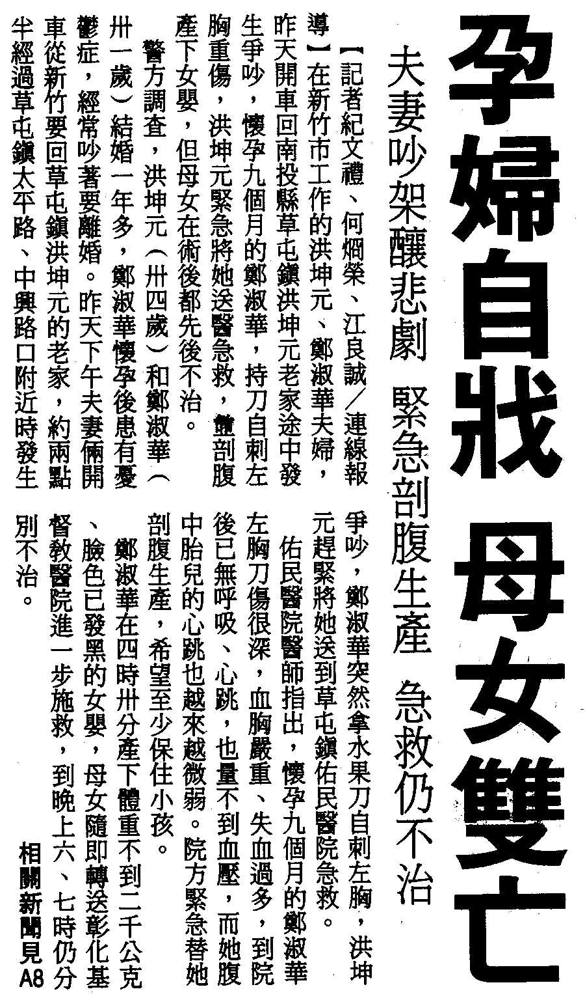 孕婦自戕 母女雙亡
夫妻吵架釀悲劇 緊急剖腹生產 急救仍不治
【記者紀文禮、何烱榮、江良誠／連線報
導】在新竹市工作的洪坤元、鄭淑華夫婦，
昨天開車回南投縣草屯鎮洪坤元老家途中發
生爭吵，懷孕九個月的鄭淑華，持刀自刺左
胸重傷，洪坤元緊急將她送醫急救，並剖腹
產下女嬰，但母女在術後都先後不治。
警方調查，洪坤元（卅四歲）和鄭淑華（
卅一歲）結婚一年多，鄭淑華懷孕後患有憂
鬱症，經常吵著要離婚。昨天下午夫妻倆開
車從新竹要回草屯鎮洪坤元的老家，約兩點
半經過草屯鎮太平路、中興路口附近時發生
爭吵，鄭淑華突然拿水果刀自刺左胸，洪坤
元趕緊將她送到草屯鎮佑民醫院急救。
佑民醫院醫師指出，懷孕九個月的鄭淑華
左胸刀傷很深，血胸嚴重、失血過多，到院
後已無呼吸、心跳，也量不到血壓，而她腹
中胎兒的心跳也越來越微弱。院方緊急替她
剖腹生產，希望至少保住小孩。
鄭淑華在四時卅分產下體重不到二千公克
、臉色已發黑的女嬰，母女隨即轉送彰化基
督教醫院進一步施救，到晚上六、七時仍分
別不治。
相關新聞見A8